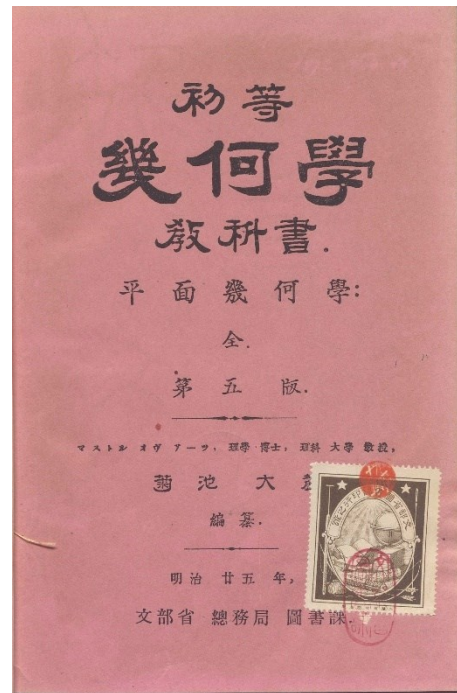 初等
幾何學
敎科書.
平面幾何學:
全.
第五版.
マストル オヴ アーツ, 理學博士, 理科大學敎授,
菊池大
編纂.
明治廿五年,
文部省 總務局 圖書課.